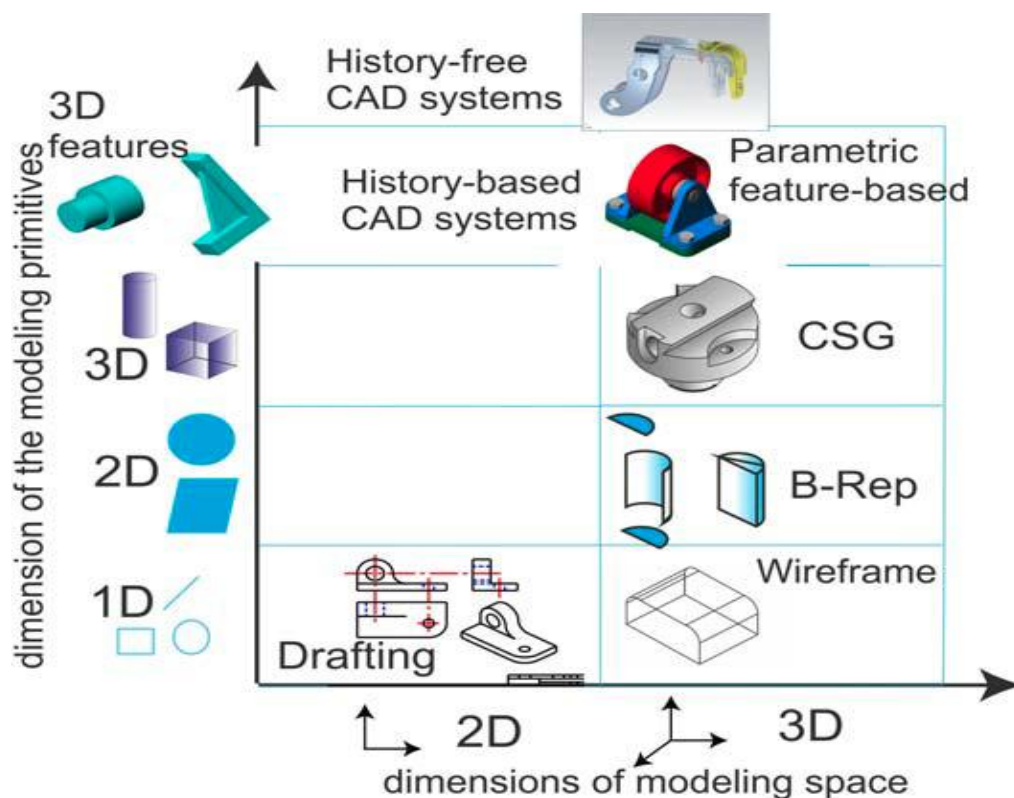 History-free
CAD systems
3D
features
History-based
CAD systems
Parametric
feature-based
dimension of the modeling primitives
3D
CSG
2D
B-Rep
1D
Wireframe
Drafting
2D
3D
dimensions of modeling space